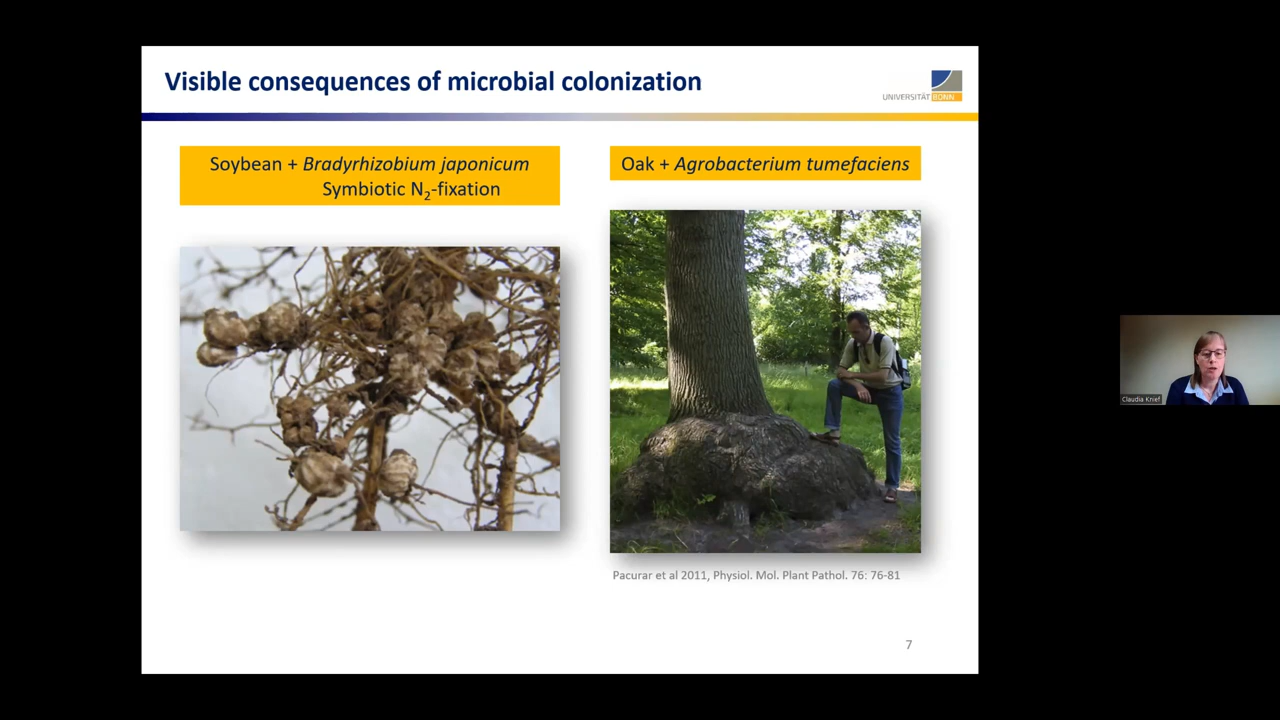 Visible consequences of microbial colonization
UNIVERSITÄT BONN
Soybean + Bradyrhizobium japonicum
Symbiotic N₂-fixation
Oak + Agrobacterium tumefaciens
Pacurar et al 2011, Physiol. Mol. Plant Pathol. 76: 76-81
7
Claudia Knief